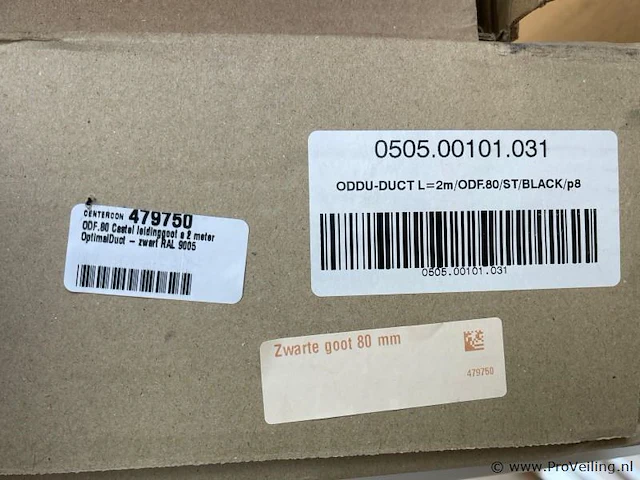 0505.00101.031
ODDU-DUCT L=2m/ODF.80/ST/BLACK/p8
0505.00101.031
CENTERCON 479750
ODF.80 Castel leidinggoot a 2 meter
OptimalDuct – zwart RAL 9005
Zwarte goot 80 mm
479750
© www.ProVeiling.nl